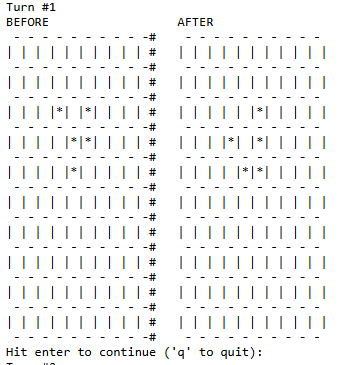 Turn #1
BEFORE                  AFTER
 - - - - - - - - - -#    - - - - - - - - - -
| | | | | | | | | | #   | | | | | | | | | | |
 - - - - - - - - - -#    - - - - - - - - - -
| | | | | | | | | | #   | | | | | | | | | | |
 - - - - - - - - - -#    - - - - - - - - - -
| | | |*| |*| | | | #   | | | | | |*| | | | |
 - - - - - - - - - -#    - - - - - - - - - -
| | | | |*|*| | | | #   | | | |*| |*| | | | |
 - - - - - - - - - -#    - - - - - - - - - -
| | | | |*| | | | | #   | | | | |*|*| | | | |
 - - - - - - - - - -#    - - - - - - - - - -
| | | | | | | | | | #   | | | | | | | | | | |
 - - - - - - - - - -#    - - - - - - - - - -
| | | | | | | | | | #   | | | | | | | | | | |
 - - - - - - - - - -#    - - - - - - - - - -
| | | | | | | | | | #   | | | | | | | | | | |
 - - - - - - - - - -#    - - - - - - - - - -
| | | | | | | | | | #   | | | | | | | | | | |
 - - - - - - - - - -#    - - - - - - - - - -
| | | | | | | | | | #   | | | | | | | | | | |
 - - - - - - - - - -#    - - - - - - - - - -
Hit enter to continue ('q' to quit):